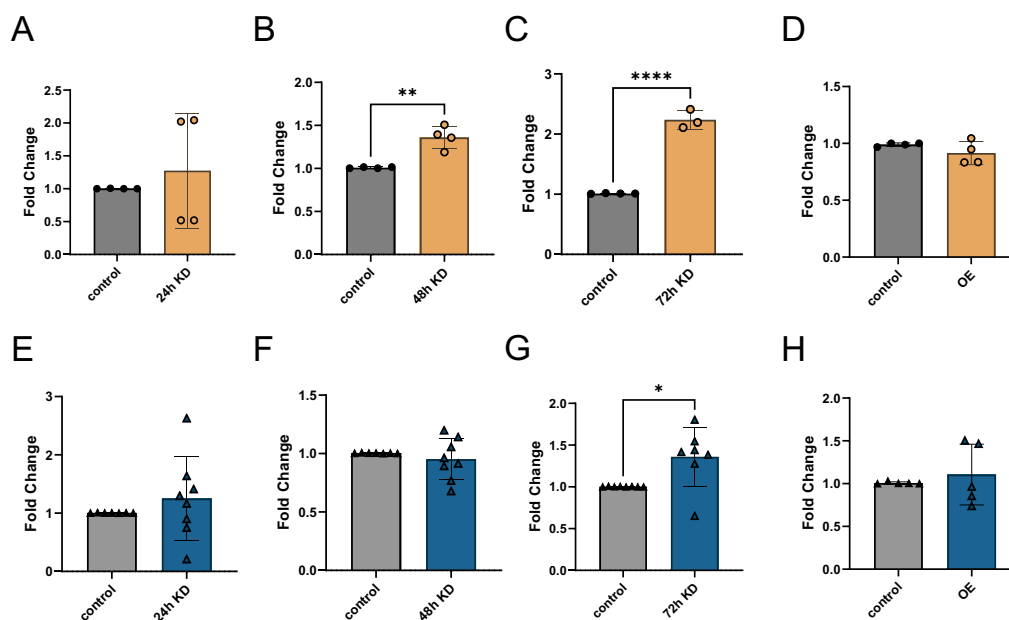 A
B
C
D
Fold Change
2.5
2.0
1.5
1.0
0.5
0.0
control
24h KD
Fold Change
2.0
1.5
1.0
0.5
0.0
**
control
48h KD
Fold Change
3
2
1
0
****
control
72h KD
Fold Change
1.5
1.0
0.5
0.0
control
OE
E
F
G
H
Fold Change
3
2
1
0
control
24h KD
Fold Change
1.5
1.0
0.5
0.0
control
48h KD
Fold Change
2.0
1.5
1.0
0.5
0.0
*
control
72h KD
Fold Change
2.0
1.5
1.0
0.5
0.0
control
OE